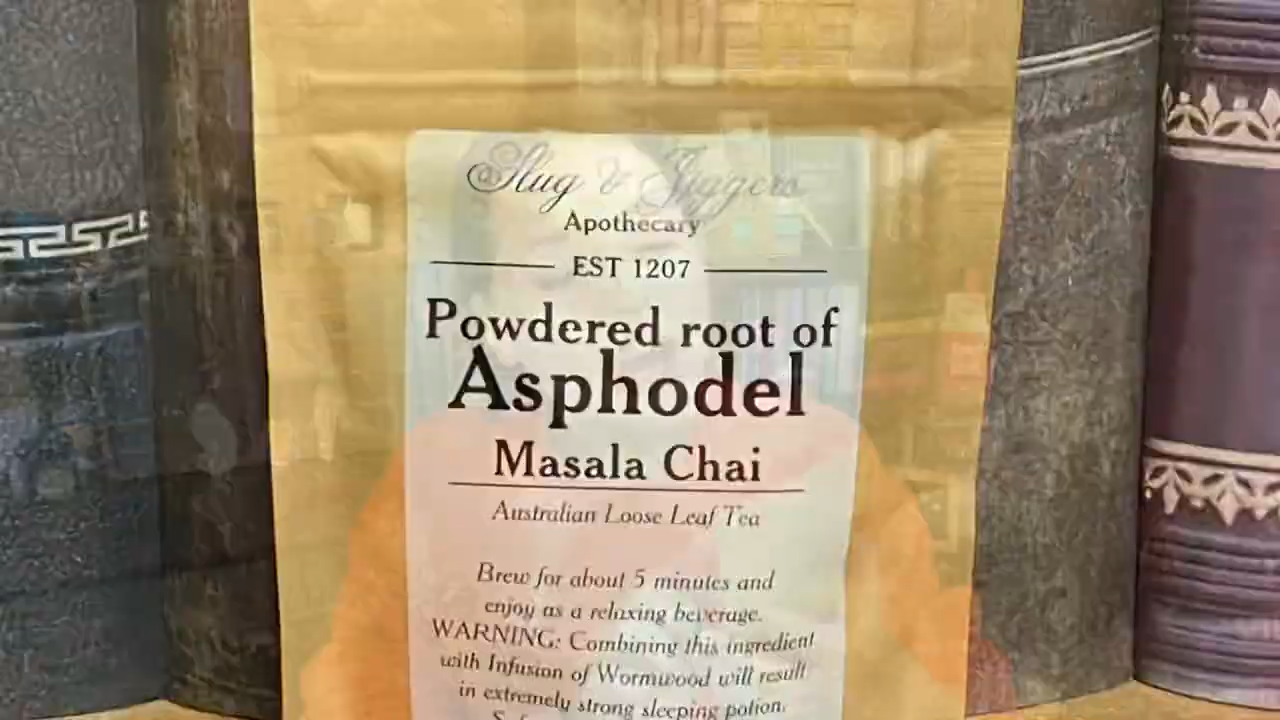 Slug & Jiggers
Apothecary
EST 1207
Powdered root of
Asphodel
Masala Chai
Australian Loose Leaf Tea
Brew for about 5 minutes and
enjoy as a relaxing beverage.
WARNING: Combining this ingredient
with Infusion of Wormwood will result
in extremely strong sleeping potion.